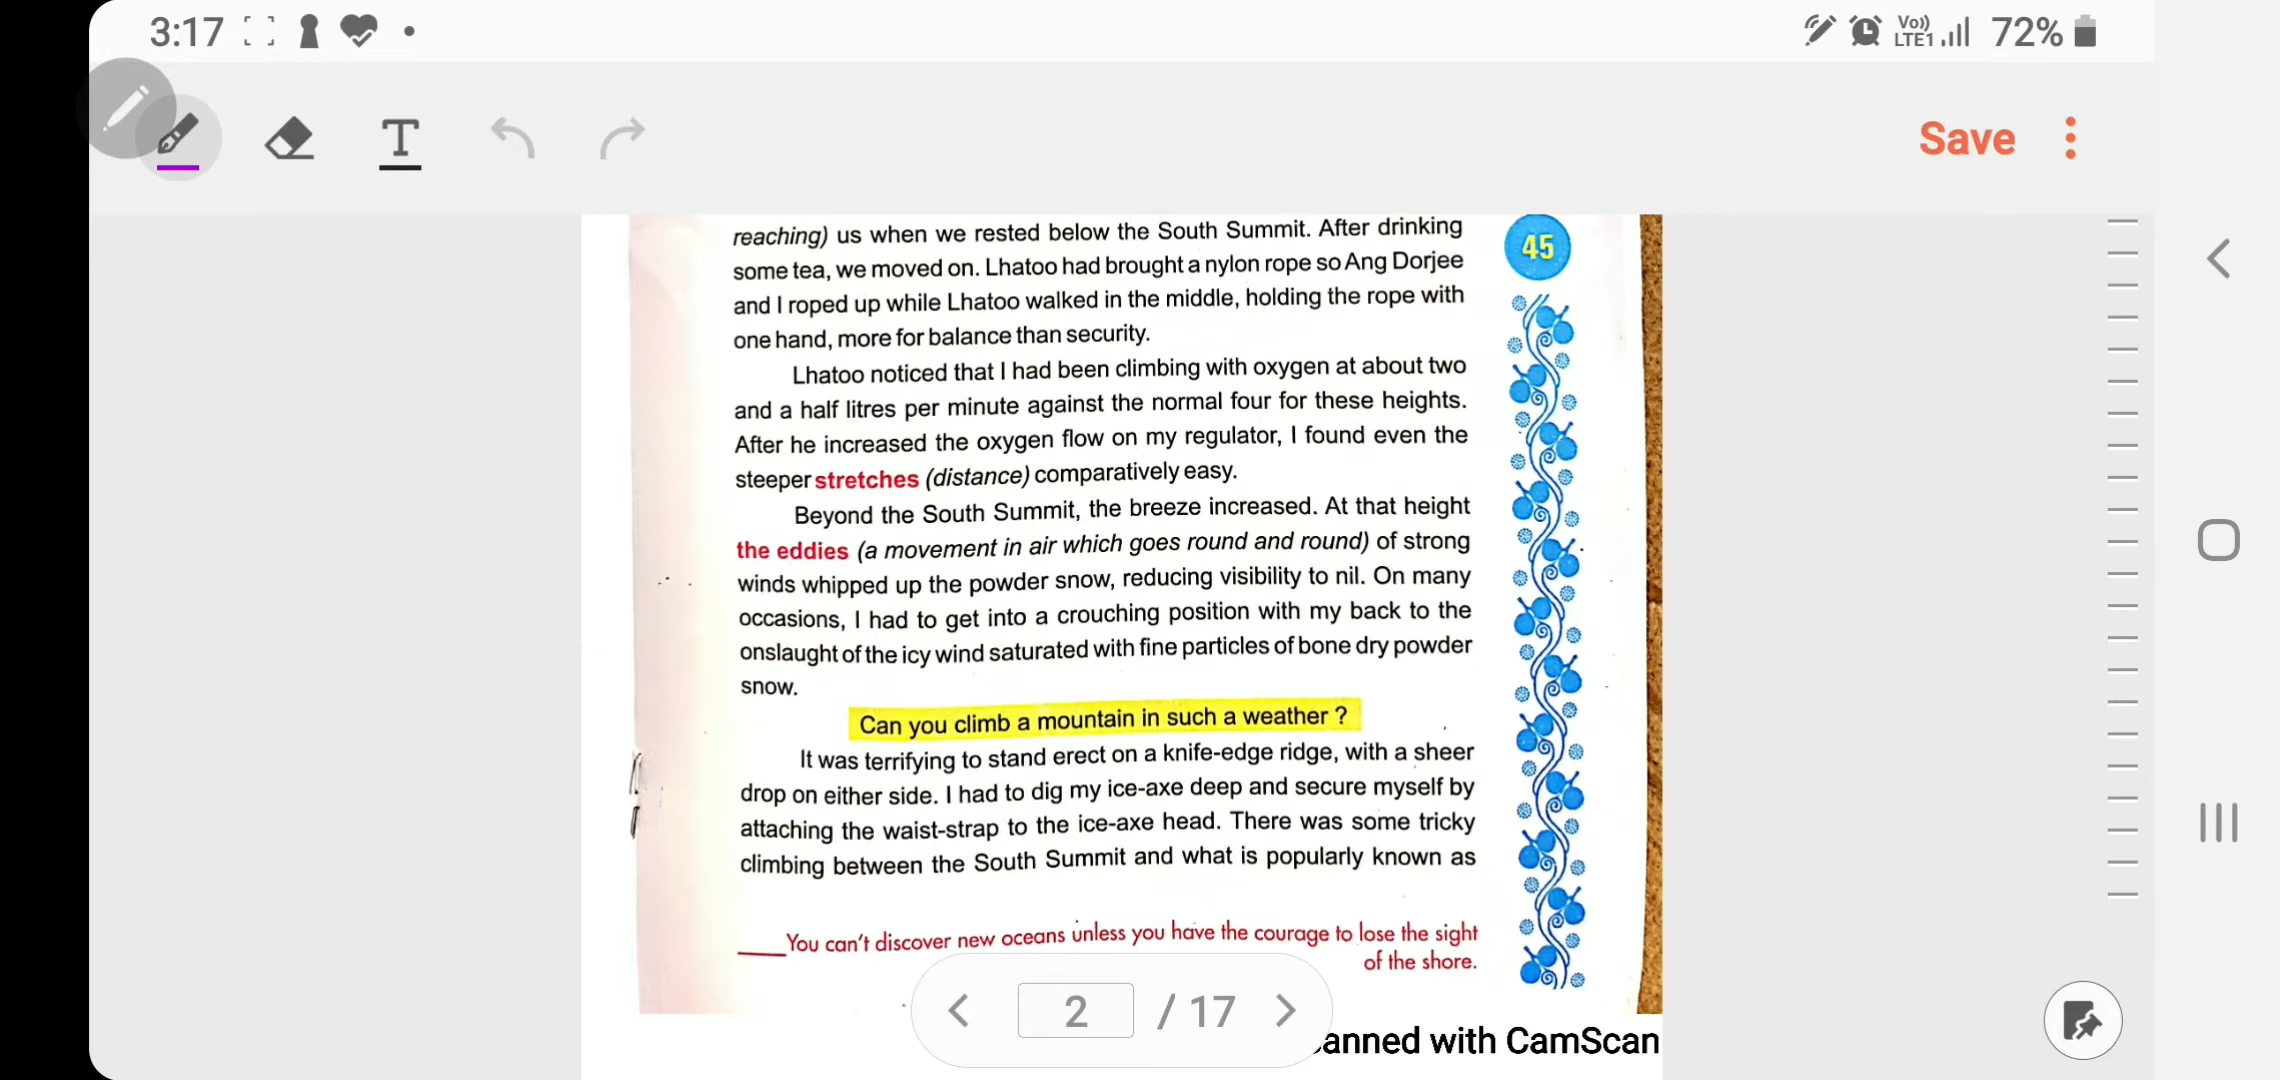 3:17
Vo)) LTE1 72%
T
Save
reaching) us when we rested below the South Summit. After drinking
45
some tea, we moved on. Lhatoo had brought a nylon rope so Ang Dorjee
and I roped up while Lhatoo walked in the middle, holding the rope with
one hand, more for balance than security.
Lhatoo noticed that I had been climbing with oxygen at about two
and a half litres per minute against the normal four for these heights.
After he increased the oxygen flow on my regulator, I found even the
steeper stretches (distance) comparatively easy.
Beyond the South Summit, the breeze increased. At that height
the eddies (a movement in air which goes round and round) of strong
winds whipped up the powder snow, reducing visibility to nil. On many
occasions, I had to get into a crouching position with my back to the
onslaught of the icy wind saturated with fine particles of bone dry powder
snow.
Can you climb a mountain in such a weather ?
It was terrifying to stand erect on a knife-edge ridge, with a sheer
drop on either side. I had to dig my ice-axe deep and secure myself by
attaching the waist-strap to the ice-axe head. There was some tricky
climbing between the South Summit and what is popularly known as
You can't discover new oceans unless you have the courage to lose the sight
of the shore.
2 / 17
anned with CamScan